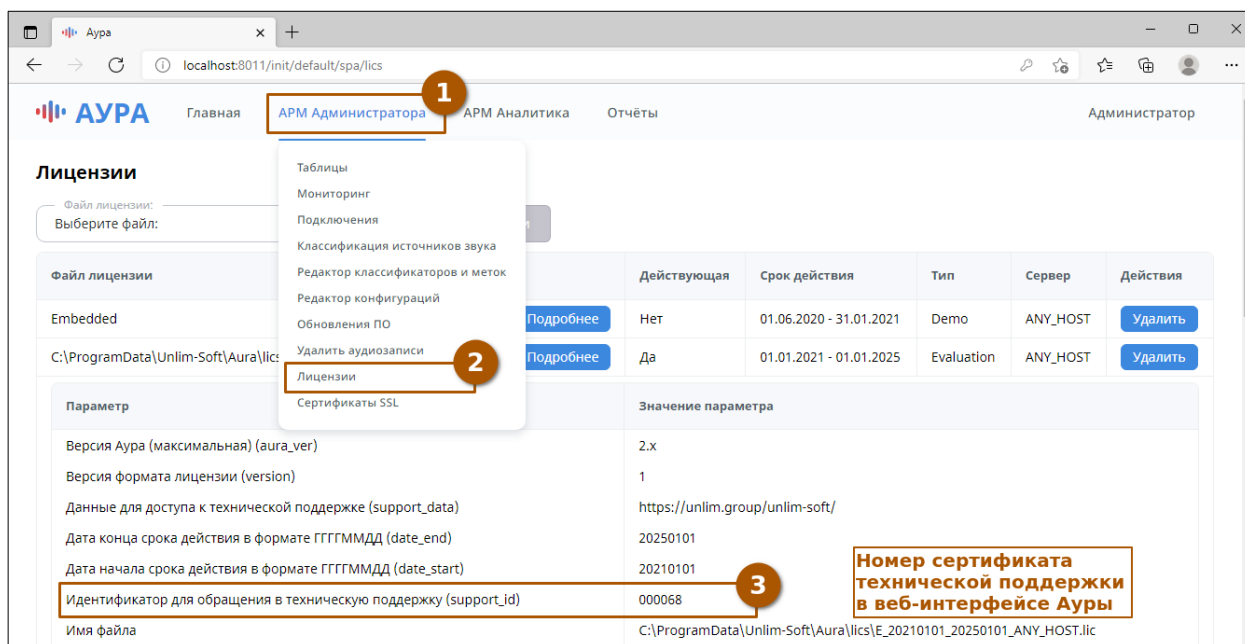 Аура
localhost:8011/init/default/spa/lics
1
АУРА
Главная
АРМ Администратора
АРМ Аналитика
Отчёты
Администратор
Лицензии
Файл лицензии:
Выберите файл:
Таблицы
Мониторинг
Подключения
Классификация источников звука
Редактор классификаторов и меток
Редактор конфигураций
Обновления ПО
Удалить аудиозаписи
2
Лицензии
Сертификаты SSL
Файл лицензии Действующая Срок действия Тип Сервер Действия
Embedded Подробнее Нет 01.06.2020 - 31.01.2021 Demo ANY_HOST Удалить
C:\ProgramData\Unlim-Soft\Aura\lics Подробнее Да 01.01.2021 - 01.01.2025 Evaluation ANY_HOST Удалить
Параметр Значение параметра
Версия Аура (максимальная) (aura_ver) 2.x
Версия формата лицензии (version) 1
Данные для доступа к технической поддержке (support_data) https://unlim.group/unlim-soft/
Дата конца срока действия в формате ГГГГММДД (date_end) 20250101
Дата начала срока действия в формате ГГГГММДД (date_start) 20210101
Идентификатор для обращения в техническую поддержку (support_id) 000068
3
Номер сертификата
технической поддержки
в веб-интерфейсе Ауры
Имя файла C:\ProgramData\Unlim-Soft\Aura\lics\E_20210101_20250101_ANY_HOST.lic